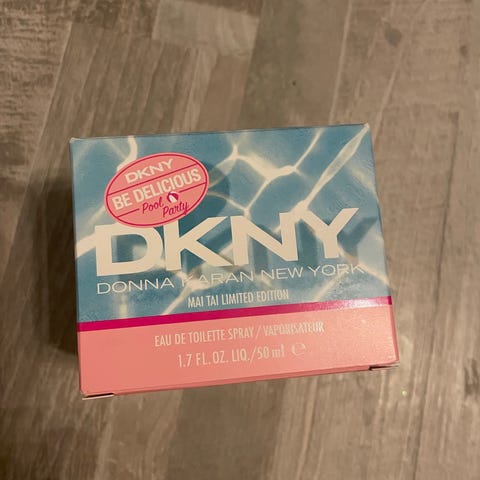 DKNY
BE DELICIOUS
Pool Party
DKNY
DONNA KARAN NEW YORK
MAI TAI LIMITED EDITION
EAU DE TOILETTE SPRAY / VAPORISATEUR
1.7 FL. OZ. LIQ./50 ml ℮